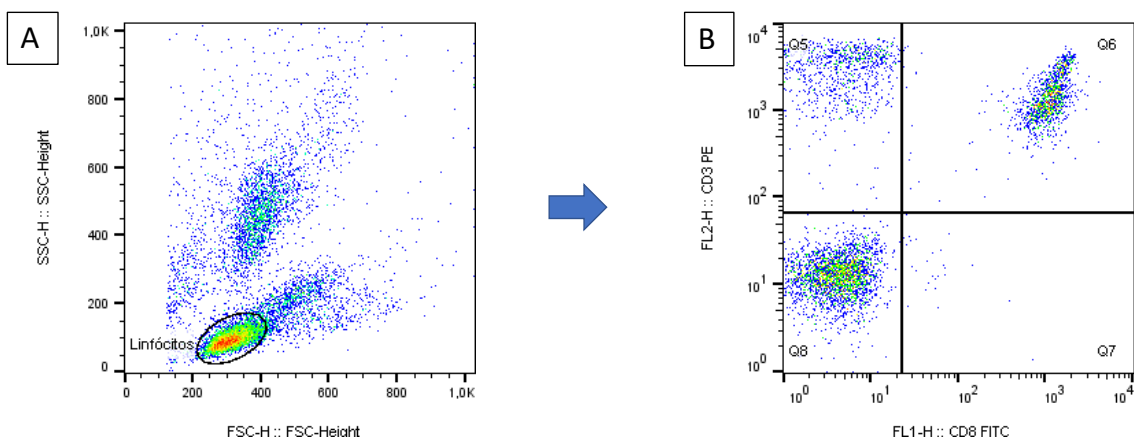 A
1,0K
800
600
400
200
0
SSC-H :: SSC-Height
Linfócitos
0 200 400 600 800 1,0K
FSC-H :: FSC-Height
B
10^4
10^3
10^2
10^1
10^0
FL2-H :: CD3 PE
Q5 Q6
Q8 Q7
10^0 10^1 10^2 10^3 10^4
FL1-H :: CD8 FITC